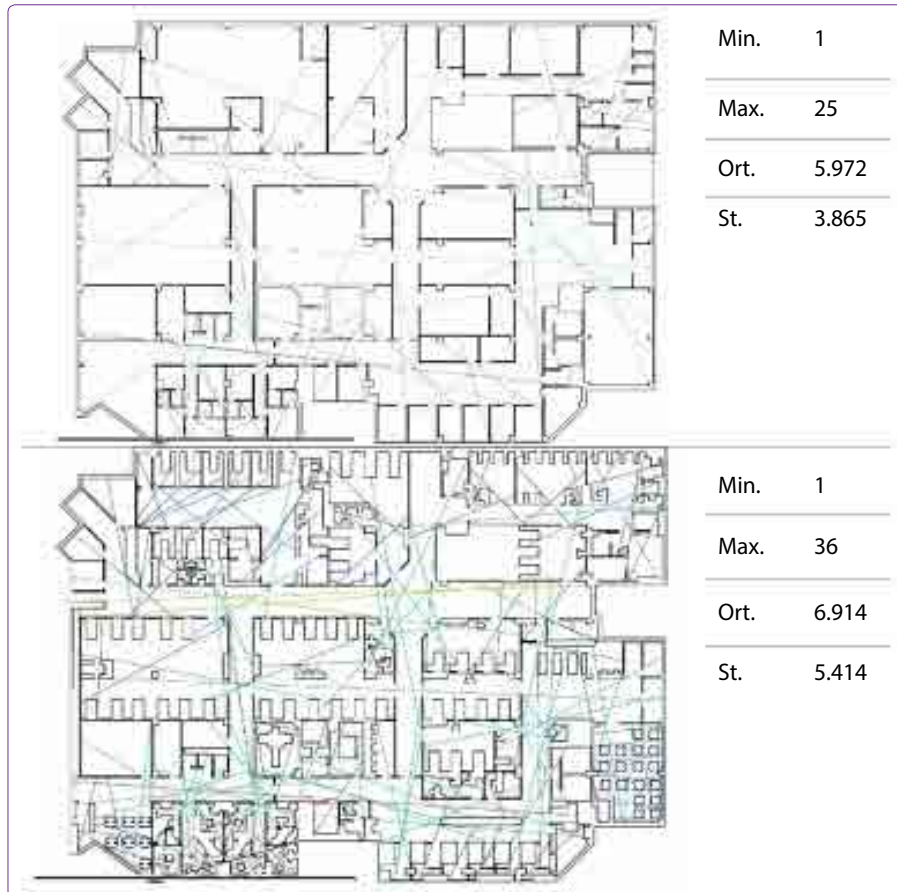 Min. 1
Max. 25
Ort. 5.972
St. 3.865
Min. 1
Max. 36
Ort. 6.914
St. 5.414